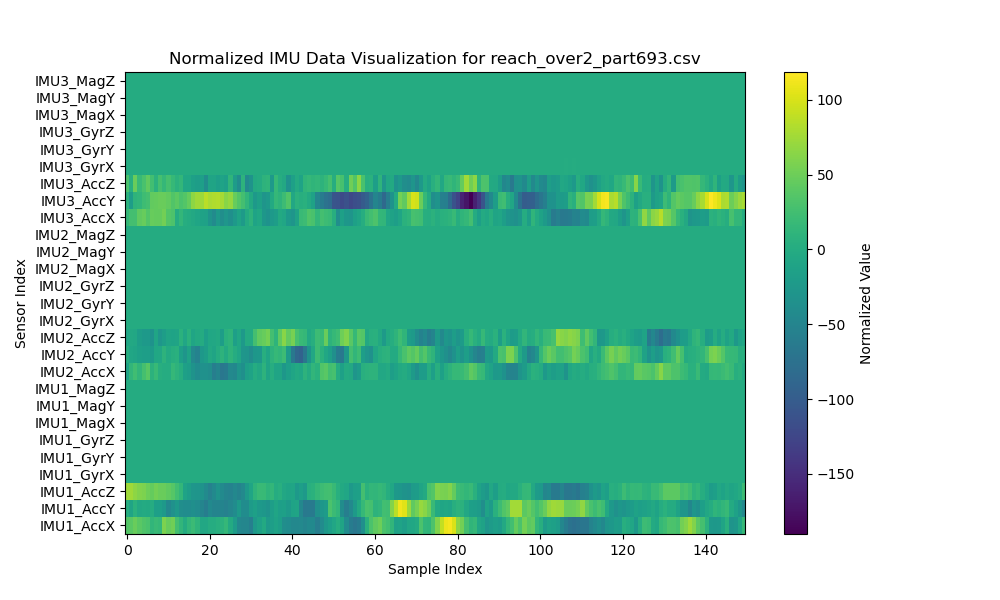 Normalized IMU Data Visualization for reach_over2_part693.csv
IMU3_MagZ
IMU3_MagY
IMU3_MagX
IMU3_GyrZ
IMU3_GyrY
IMU3_GyrX
IMU3_AccZ
IMU3_AccY
IMU3_AccX
IMU2_MagZ
IMU2_MagY
IMU2_MagX
IMU2_GyrZ
IMU2_GyrY
IMU2_GyrX
IMU2_AccZ
IMU2_AccY
IMU2_AccX
IMU1_MagZ
IMU1_MagY
IMU1_MagX
IMU1_GyrZ
IMU1_GyrY
IMU1_GyrX
IMU1_AccZ
IMU1_AccY
IMU1_AccX
Sensor Index
0 20 40 60 80 100 120 140
Sample Index
100
50
0
−50
−100
−150
Normalized Value